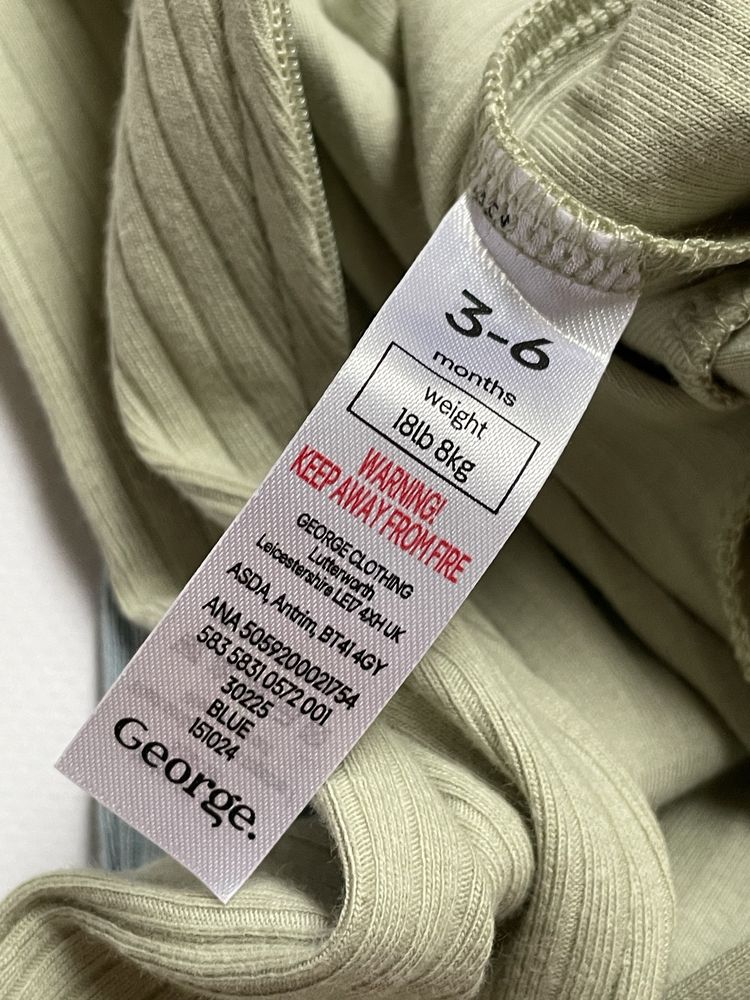 3-6
months
weight
18lb 8kg
WARNING!
KEEP AWAY FROM FIRE
GEORGE CLOTHING
Lutterworth
Leicestershire LE17 4XH UK
ASDA, Antrim, BT41 4GY
ANA 5059200021754
583 5831 0572 001
30225
BLUE
151024
George.